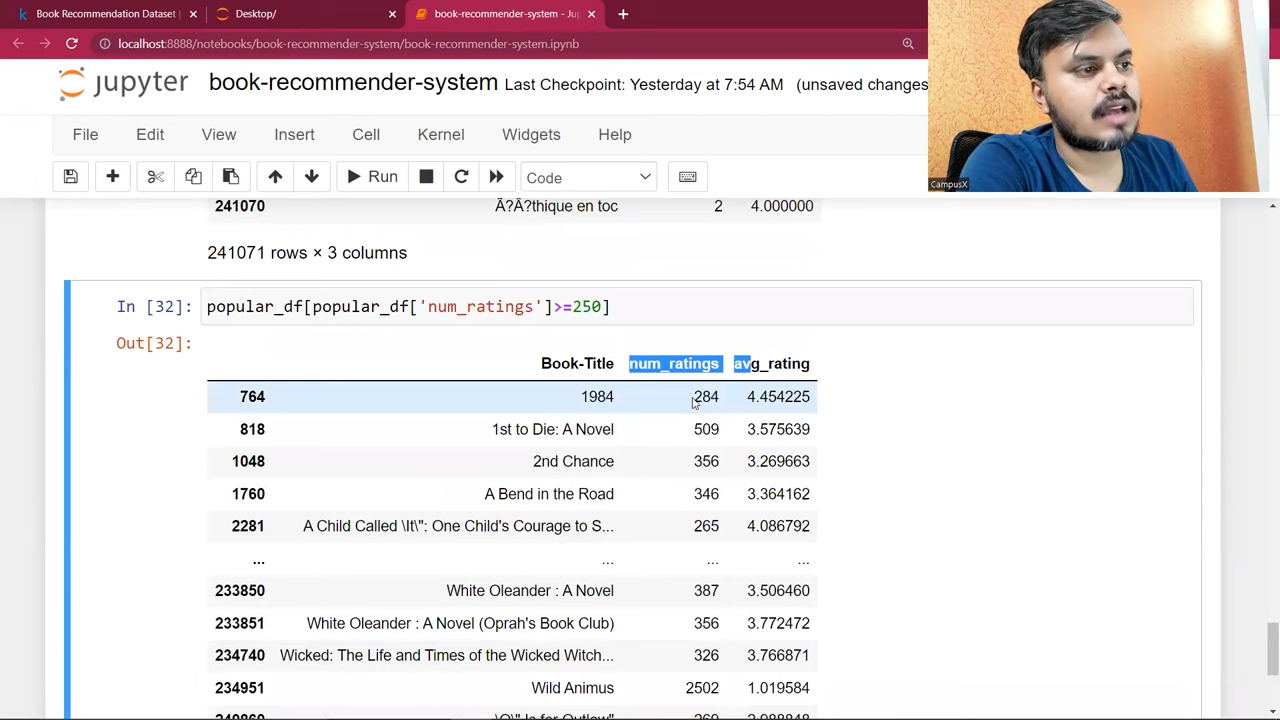 Book Recommendation Dataset
Desktop/
book-recommender-system - Ju
localhost:8888/notebooks/book-recommender-system/book-recommender-system.ipynb
jupyter book-recommender-system Last Checkpoint: Yesterday at 7:54 AM (unsaved changes
File Edit View Insert Cell Kernel Widgets Help
Run Code
CampusX
241070 Ã?Â?thique en toc 2 4.000000
241071 rows × 3 columns
In [32]: popular_df[popular_df['num_ratings']>=250]
Out[32]:
Book-Title num_ratings avg_rating
764 1984 284 4.454225
818 1st to Die: A Novel 509 3.575639
1048 2nd Chance 356 3.269663
1760 A Bend in the Road 346 3.364162
2281 A Child Called \It\": One Child's Courage to S... 265 4.086792
... ... ... ...
233850 White Oleander : A Novel 387 3.506460
233851 White Oleander : A Novel (Oprah's Book Club) 356 3.772472
234740 Wicked: The Life and Times of the Wicked Witch... 326 3.766871
234951 Wild Animus 2502 1.019584